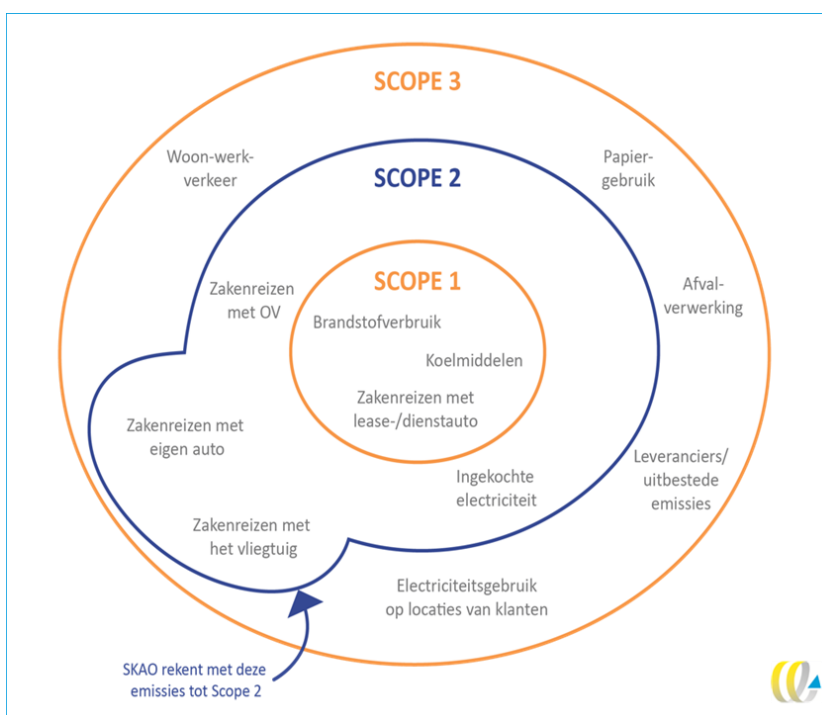 SCOPE 3
Woon-werk-
verkeer
Papier-
gebruik
SCOPE 2
Zakenreizen
met OV
SCOPE 1
Brandstofverbruik
Koelmiddelen
Zakenreizen met
lease-/dienstauto
Afval-
verwerking
Zakenreizen met
eigen auto
Ingekochte
electriciteit
Leveranciers/
uitbestede
emissies
Zakenreizen met
het vliegtuig
Electriciteitsgebruik
op locaties van klanten
SKAO rekent met deze
emissies tot Scope 2